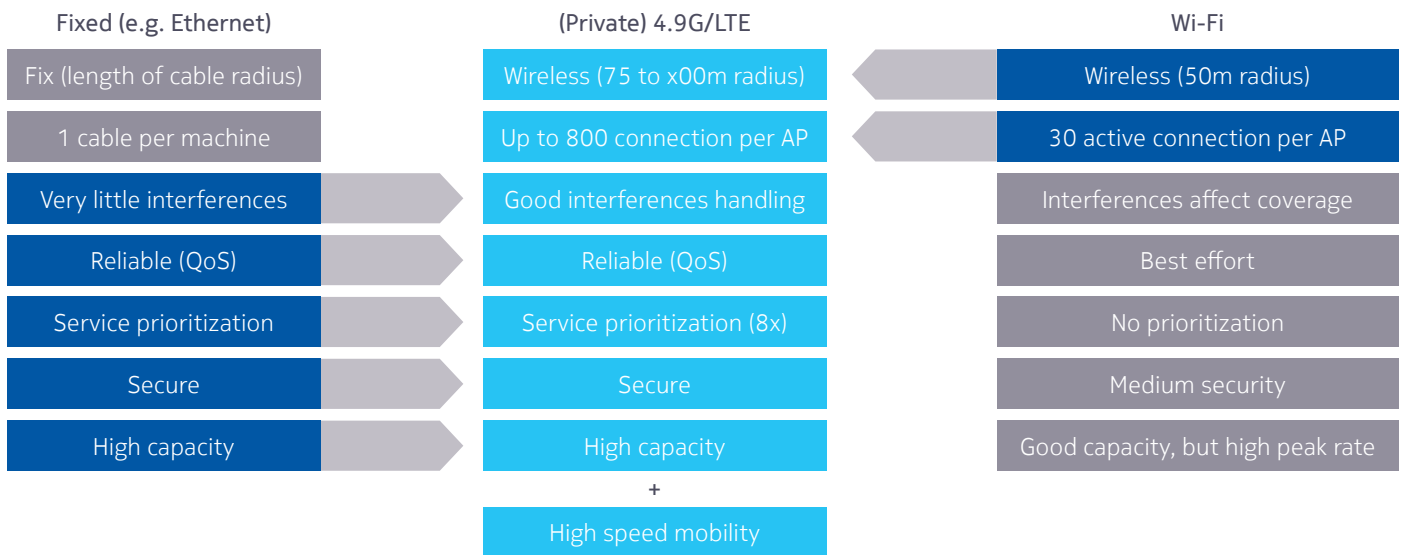 Fixed (e.g. Ethernet)
(Private) 4.9G/LTE
Wi-Fi
Fix (length of cable radius)
Wireless (75 to x00m radius)
Wireless (50m radius)
1 cable per machine
Up to 800 connection per AP
30 active connection per AP
Very little interferences
Good interferences handling
Interferences affect coverage
Reliable (QoS)
Reliable (QoS)
Best effort
Service prioritization
Service prioritization (8x)
No prioritization
Secure
Secure
Medium security
High capacity
High capacity
Good capacity, but high peak rate
+
High speed mobility